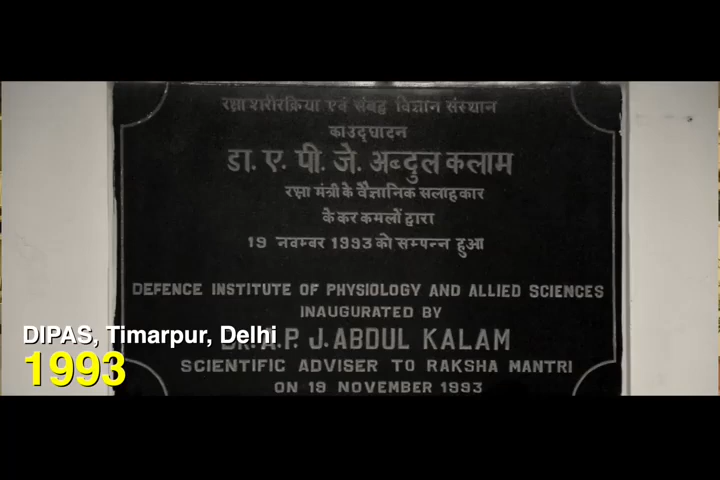 रक्षा शरीरक्रिया एवं संबद्ध विज्ञान संस्थान
का उद्घाटन
डा. ए. पी. जे. अब्दुल कलाम
रक्षा मंत्री के वैज्ञानिक सलाहकार
के कर कमलों द्वारा
19 नवम्बर 1993 को सम्पन्न हुआ
DEFENCE INSTITUTE OF PHYSIOLOGY AND ALLIED SCIENCES
INAUGURATED BY
DR. A.P. J. ABDUL KALAM
SCIENTIFIC ADVISER TO RAKSHA MANTRI
ON 19 NOVEMBER 1993
DIPAS, Timarpur, Delhi
1993